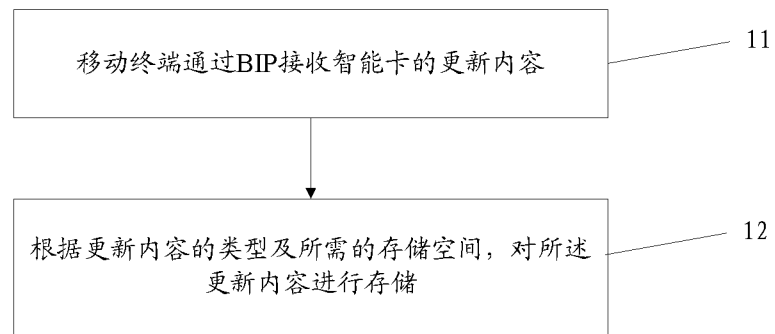 移动终端通过BIP接收智能卡的更新内容
11
根据更新内容的类型及所需的存储空间，对所述
更新内容进行存储
12